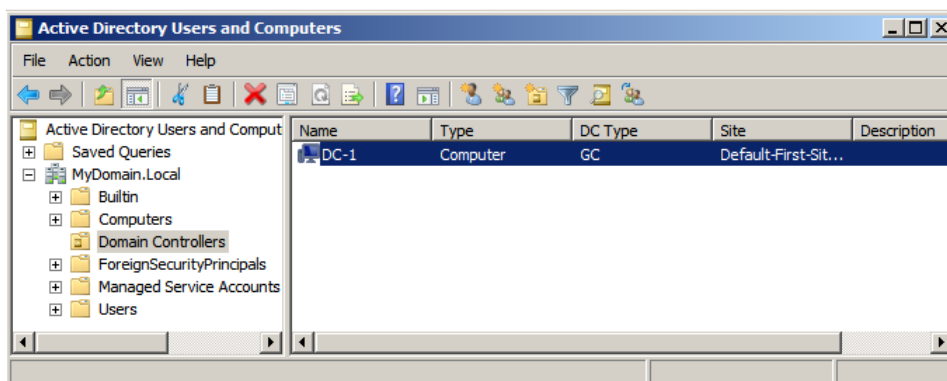 Active Directory Users and Computers
File Action View Help
Active Directory Users and Comput
Name Type DC Type Site Description
Saved Queries
DC-1 Computer GC Default-First-Sit...
MyDomain.Local
Builtin
Computers
Domain Controllers
ForeignSecurityPrincipals
Managed Service Accounts
Users